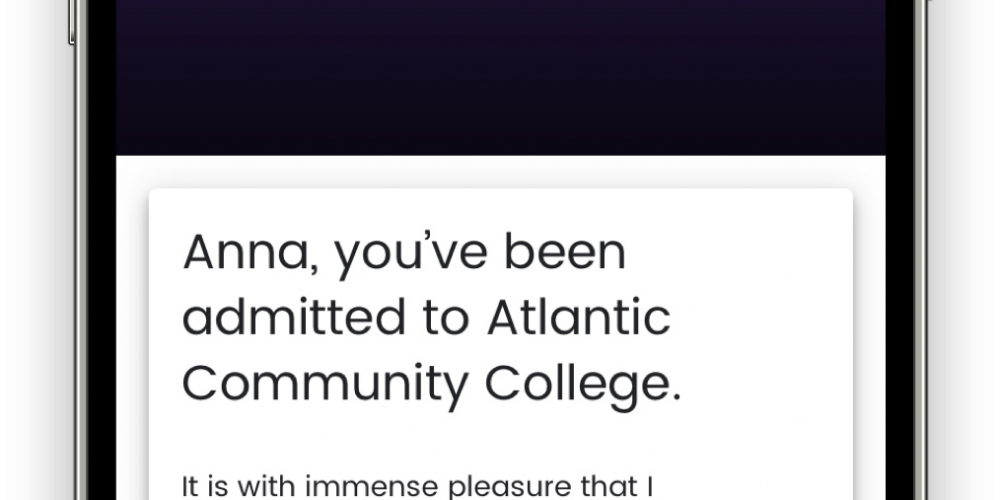 Anna, you’ve been
admitted to Atlantic
Community College.
It is with immense pleasure that I